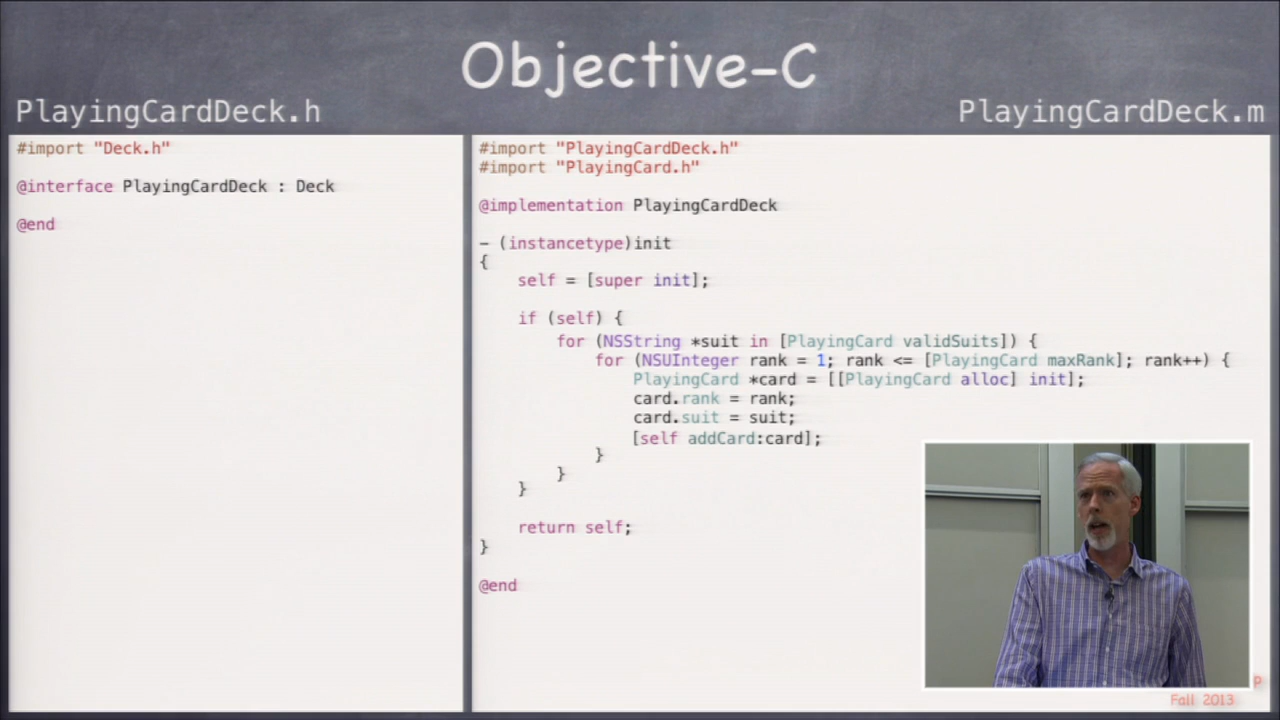 Objective-C
PlayingCardDeck.h
PlayingCardDeck.m
#import "Deck.h"
@interface PlayingCardDeck : Deck
@end
#import "PlayingCardDeck.h"
#import "PlayingCard.h"
@implementation PlayingCardDeck
- (instancetype)init
{
    self = [super init];
    if (self) {
        for (NSString *suit in [PlayingCard validSuits]) {
            for (NSUInteger rank = 1; rank <= [PlayingCard maxRank]; rank++) {
                PlayingCard *card = [[PlayingCard alloc] init];
                card.rank = rank;
                card.suit = suit;
                [self addCard:card];
            }
        }
    }
    return self;
}
@end
Fall 2013